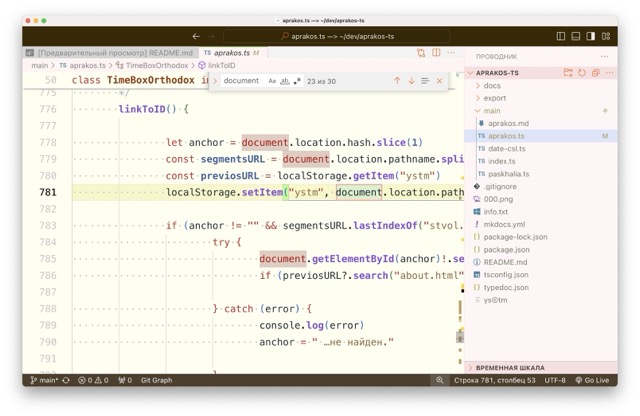 aprakos.ts —> ~/dev/aprakos-ts
aprakos.ts —> ~/dev/aprakos-ts
[Предварительный просмотр] README.md
TS aprakos.ts M
ПРОВОДНИК
main > TS aprakos.ts > TimeBoxOrthodox > linkToID
50 class TimeBoxOrthodox i
document
Aa ab
23 из 30
775 */
776 linkToID() {
777
778 let anchor = document.location.hash.slice(1)
779 const segmentsURL = document.location.pathname.spli
780 const previosURL = localStorage.getItem("ystm")
781 localStorage.setItem("ystm", document.location.path
782
783 if (anchor != "" && segmentsURL.lastIndexOf("stvol.
784 try {
785 document.getElementById(anchor)!.se
786 if (previosURL?.search("about.html"
787
788 } catch (error) {
789 console.log(error)
790 anchor = " …не найден."
791
APRAKOS-TS
docs
export
main
aprakos.md
TS aprakos.ts M
TS date-csl.ts
TS index.ts
TS paskhalia.ts
.gitignore
000.png
info.txt
mkdocs.yml
package-lock.json
package.json
README.md
tsconfig.json
typedoc.json
ys@tm
ВРЕМЕННАЯ ШКАЛА
main* 0 0 0 Git Graph
Строка 781, столбец 53 UTF-8 Go Live